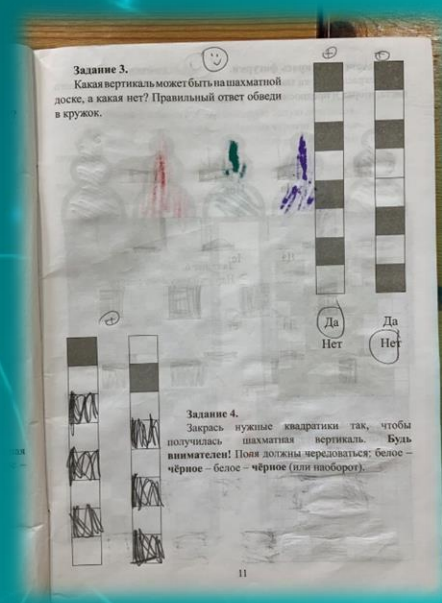 Задание 3.
Какая вертикаль может быть на шахматной
доске, а какая нет? Правильный ответ обведи
в кружок.
Да
Нет
Да
Нет
Задание 4.
Закрась нужные квадратики так, чтобы
получилась шахматная вертикаль. Будь
внимателен! Поля должны чередоваться: белое –
чёрное – белое – чёрное (или наоборот).
11